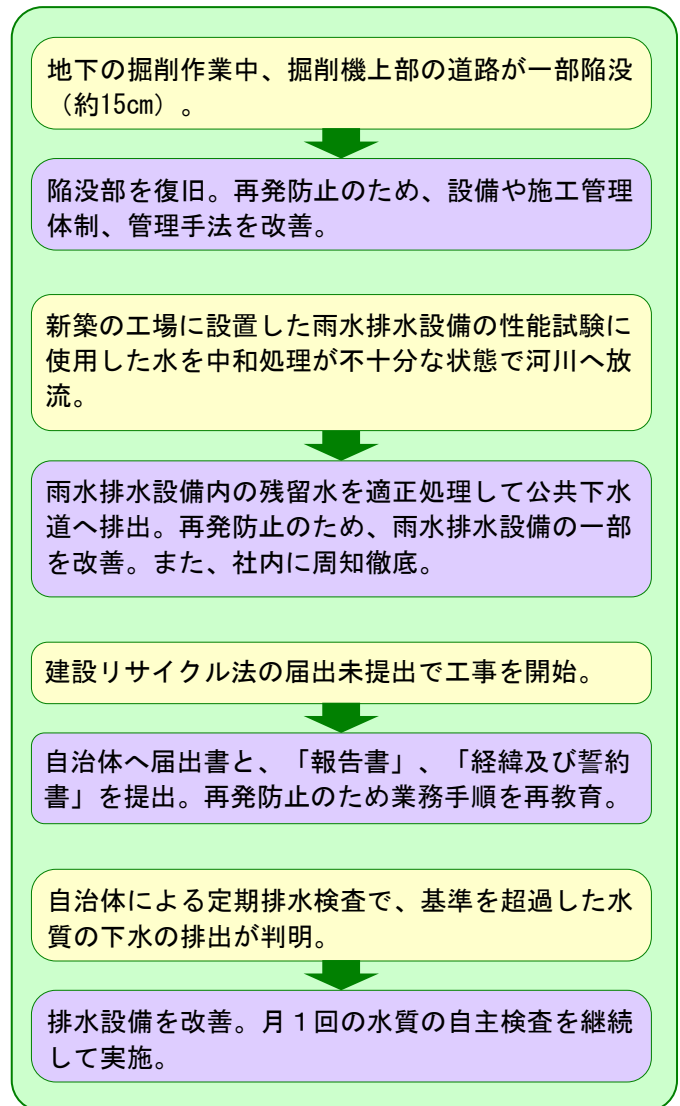 地下の掘削作業中、掘削機上部の道路が一部陥没
（約15cm）。
陥没部を復旧。再発防止のため、設備や施工管理
体制、管理手法を改善。
新築の工場に設置した雨水排水設備の性能試験に
使用した水を中和処理が不十分な状態で河川へ放
流。
雨水排水設備内の残留水を適正処理して公共下水
道へ排出。再発防止のため、雨水排水設備の一部
を改善。また、社内に周知徹底。
建設リサイクル法の届出未提出で工事を開始。
自治体へ届出書と、「報告書」、「経緯及び誓約
書」を提出。再発防止のため業務手順を再教育。
自治体による定期排水検査で、基準を超過した水
質の下水の排出が判明。
排水設備を改善。月１回の水質の自主検査を継続
して実施。